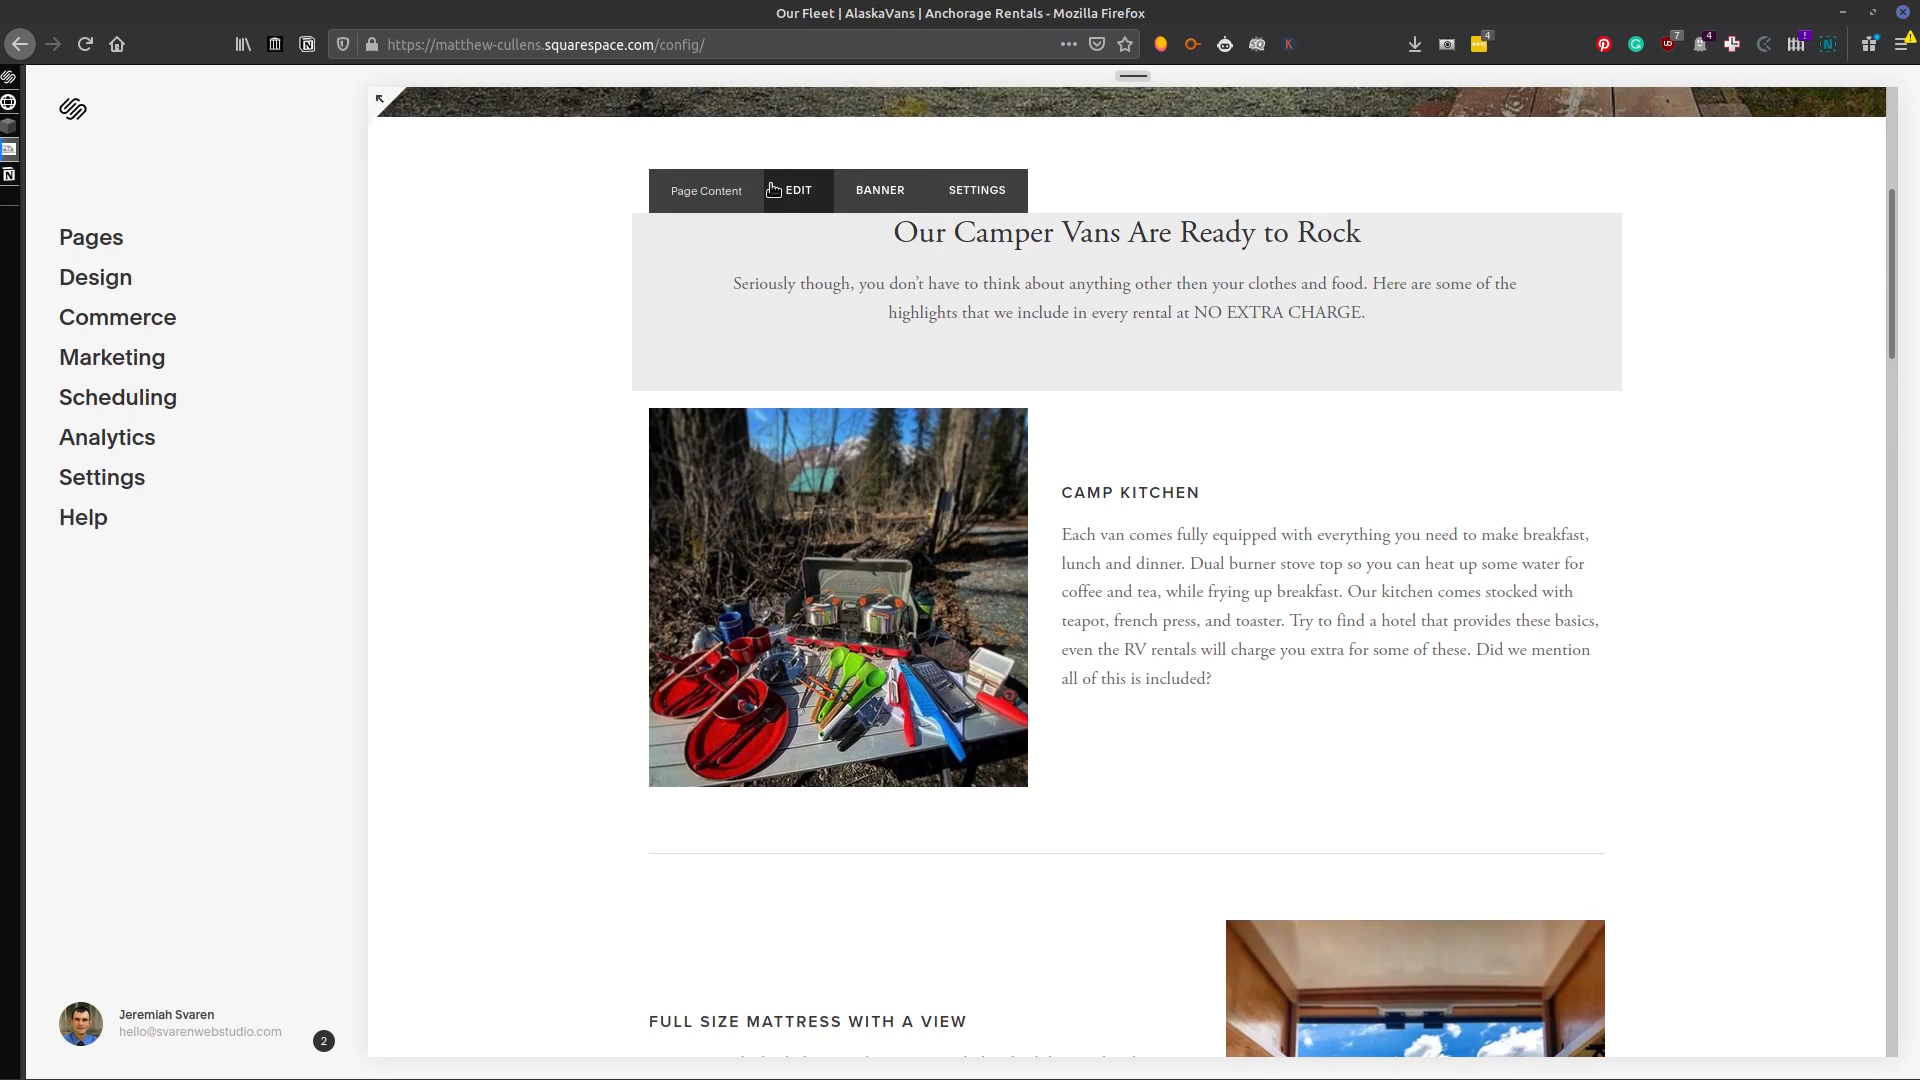 Our Fleet | AlaskaVans | Anchorage Rentals - Mozilla Firefox
https://matthew-cullens.squarespace.com/config/
4
7
4
!
Pages
Design
Commerce
Marketing
Scheduling
Analytics
Settings
Help
Jeremiah Svaren
hello@svarenwebstudio.com
2
Page Content
EDIT
BANNER
SETTINGS
Our Camper Vans Are Ready to Rock
Seriously though, you don’t have to think about anything other then your clothes and food. Here are some of the
highlights that we include in every rental at NO EXTRA CHARGE.
CAMP KITCHEN
Each van comes fully equipped with everything you need to make breakfast,
lunch and dinner. Dual burner stove top so you can heat up some water for
coffee and tea, while frying up breakfast. Our kitchen comes stocked with
teapot, french press, and toaster. Try to find a hotel that provides these basics,
even the RV rentals will charge you extra for some of these. Did we mention
all of this is included?
FULL SIZE MATTRESS WITH A VIEW